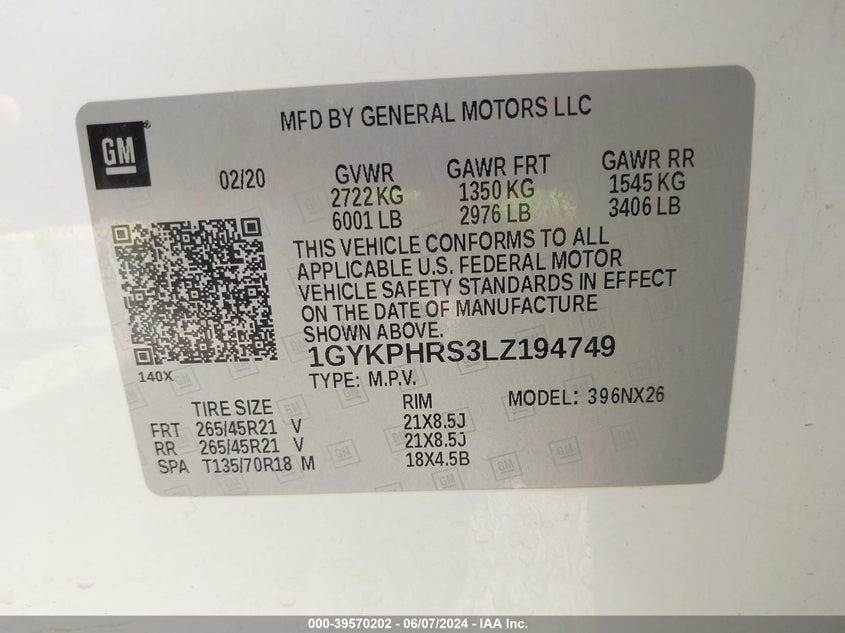 MFD BY GENERAL MOTORS LLC
GM ®
02/20
GVWR GAWR FRT GAWR RR
2722 KG 1350 KG 1545 KG
6001 LB 2976 LB 3406 LB
THIS VEHICLE CONFORMS TO ALL
APPLICABLE U.S. FEDERAL MOTOR
VEHICLE SAFETY STANDARDS IN EFFECT
ON THE DATE OF MANUFACTURE
SHOWN ABOVE.
1GYKPHRS3LZ194749
140X
TYPE: M.P.V.
MODEL: 396NX26
TIRE SIZE RIM
FRT 265/45R21 V 21X8.5J
RR 265/45R21 V 21X8.5J
SPA T135/70R18 M 18X4.5B
000-39570202 - 06/07/2024 - IAA Inc.